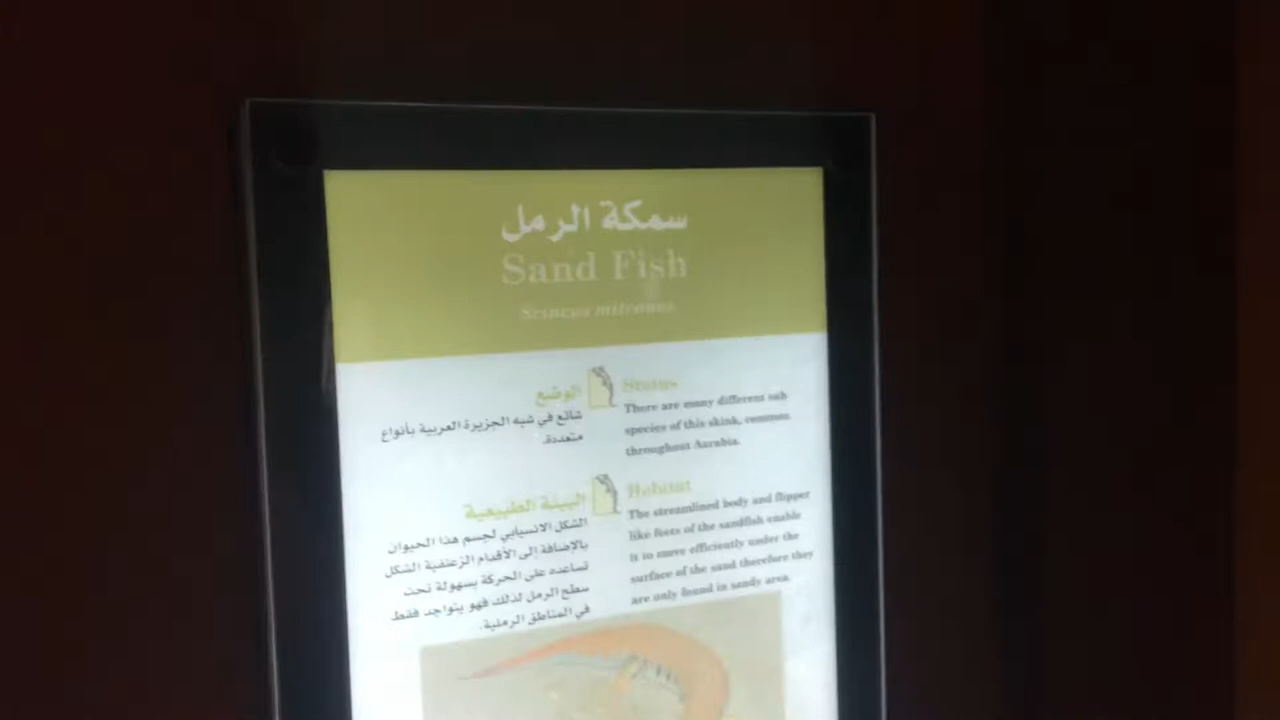 سمكة الرمل
Sand Fish
Scincus mitranus
الوضع
شائع في شبه الجزيرة العربية بأنواع
متعددة.
Status
There are many different sub
species of this skink, common
throughout Aarabia.
البيئة الطبيعية
الشكل الانسيابي لجسم هذا الحيوان
بالإضافة إلى الأقدام الزعنفية الشكل
تساعده على الحركة بسهولة تحت
سطح الرمل لذلك فهو يتواجد فقط
في المناطق الرملية.
Habitat
The streamlined body and flipper
like feets of the sandfish enable
it to move efficiently under the
surface of the sand therefore they
are only found in sandy area